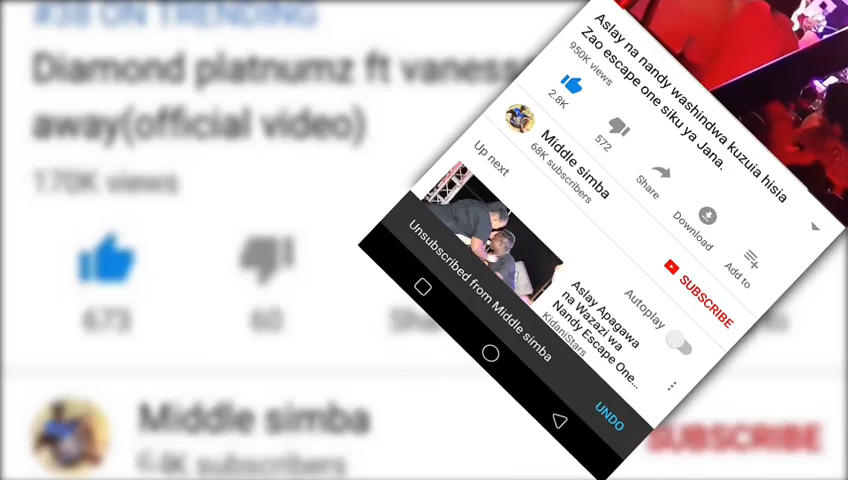 #38 ON TRENDING
Diamond platnumz ft vaness
away(official video)
170K views
673
60
Middle simba
subscribers
SUBSCRIBE
Aslay na nandy washindwa kuzuia hisia
Zao escape one siku ya Jana.
950K views
2.8K
572
Share
Download
Add to
Middle simba
68K subscribers
SUBSCRIBE
Up next
Autoplay
Aslay Apagawa
na Wazazi wa
Nandy Escape One...
KidaniStars
Unsubscribed from Middle simba
UNDO